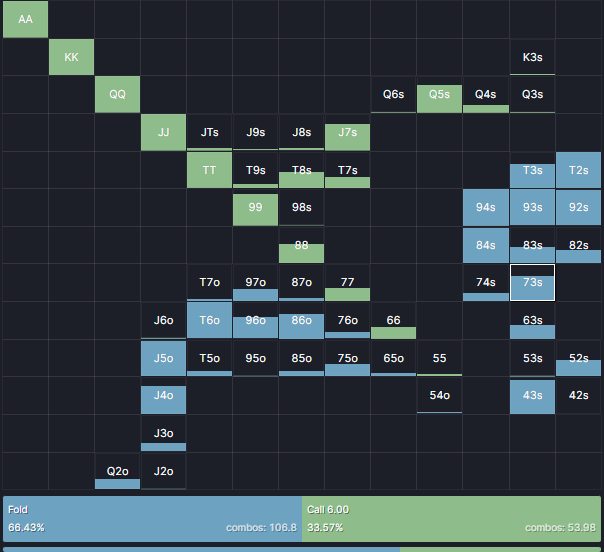 AA
KK K3s
QQ Q6s Q5s Q4s Q3s
JJ JTs J9s J8s J7s
TT T9s T8s T7s T3s T2s
99 98s 94s 93s 92s
88 84s 83s 82s
T7o 97o 87o 77 74s 73s
J6o T6o 96o 86o 76o 66 63s
J5o T5o 95o 85o 75o 65o 55 53s 52s
J4o 54o 43s 42s
J3o
Q2o J2o
Fold Call 6.00
66.43% combos: 106.8 33.57% combos: 53.98